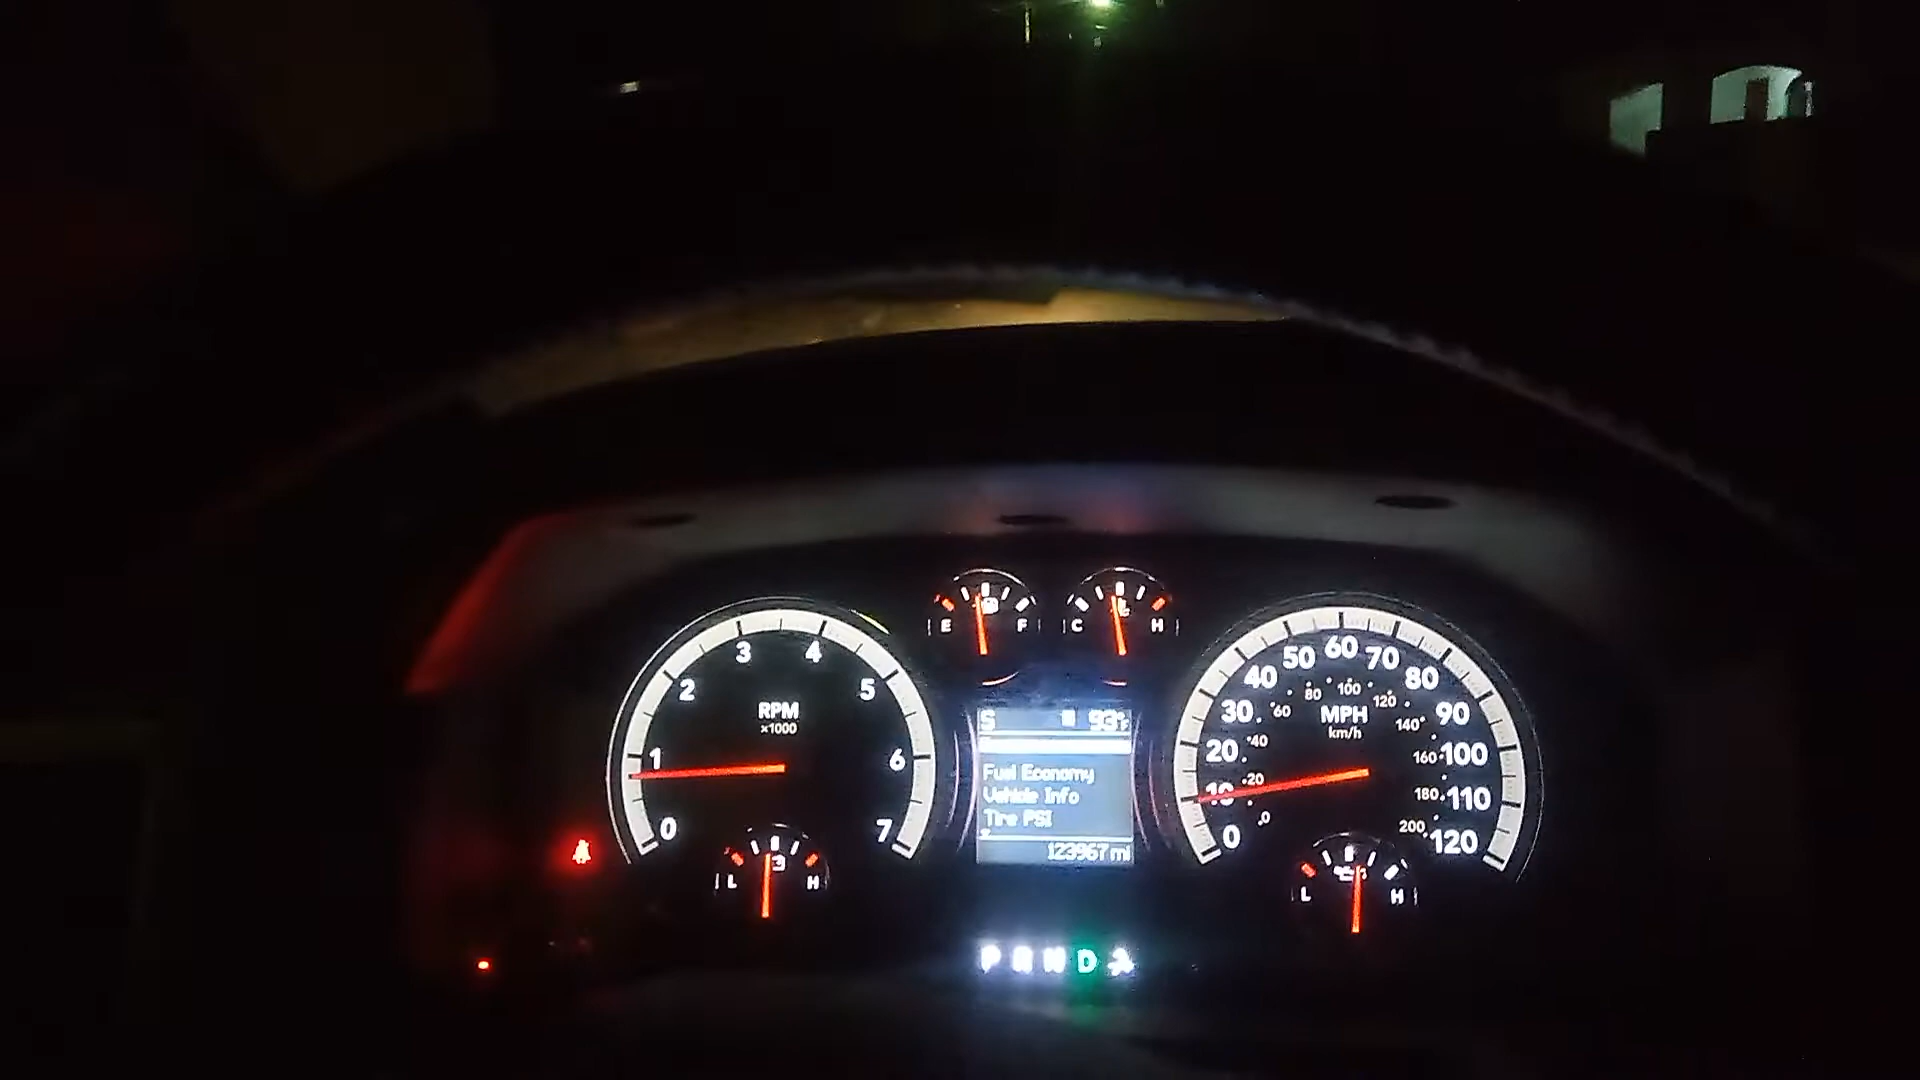 E F
C H
3 4
2 5
1 6
0 7
RPM
x1000
L H
S 93°F
Fuel Economy
Vehicle Info
Tire PSI
123967 mi
P R N D
50 60 70
40 80
30 90
20 100
10 110
0 120
MPH
km/h
80 100 120
60 140
40 160
20 180
0 200
L H